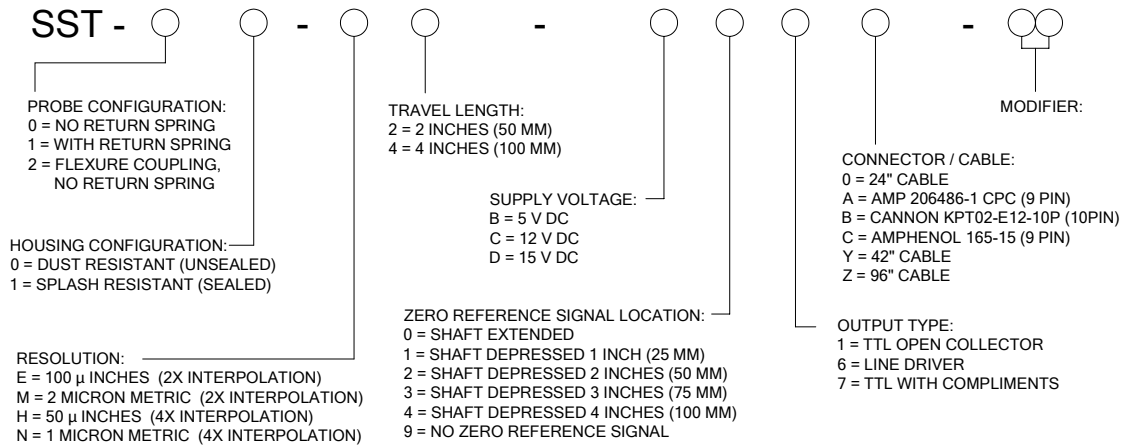 SST - - - -
PROBE CONFIGURATION:
0 = NO RETURN SPRING
1 = WITH RETURN SPRING
2 = FLEXURE COUPLING,
NO RETURN SPRING
HOUSING CONFIGURATION:
0 = DUST RESISTANT (UNSEALED)
1 = SPLASH RESISTANT (SEALED)
RESOLUTION:
E = 100 µ INCHES (2X INTERPOLATION)
M = 2 MICRON METRIC (2X INTERPOLATION)
H = 50 µ INCHES (4X INTERPOLATION)
N = 1 MICRON METRIC (4X INTERPOLATION)
TRAVEL LENGTH:
2 = 2 INCHES (50 MM)
4 = 4 INCHES (100 MM)
SUPPLY VOLTAGE:
B = 5 V DC
C = 12 V DC
D = 15 V DC
ZERO REFERENCE SIGNAL LOCATION:
0 = SHAFT EXTENDED
1 = SHAFT DEPRESSED 1 INCH (25 MM)
2 = SHAFT DEPRESSED 2 INCHES (50 MM)
3 = SHAFT DEPRESSED 3 INCHES (75 MM)
4 = SHAFT DEPRESSED 4 INCHES (100 MM)
9 = NO ZERO REFERENCE SIGNAL
MODIFIER:
CONNECTOR / CABLE:
0 = 24" CABLE
A = AMP 206486-1 CPC (9 PIN)
B = CANNON KPT02-E12-10P (10PIN)
C = AMPHENOL 165-15 (9 PIN)
Y = 42" CABLE
Z = 96" CABLE
OUTPUT TYPE:
1 = TTL OPEN COLLECTOR
6 = LINE DRIVER
7 = TTL WITH COMPLIMENTS